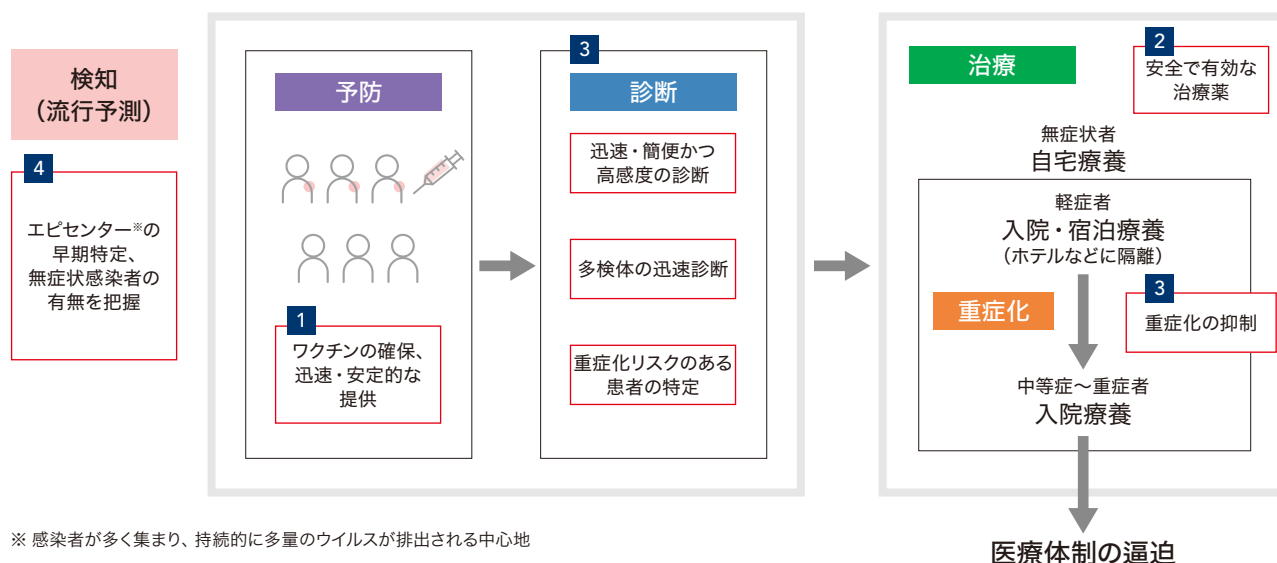 検知
（流行予測）
4
エピセンター※の
早期特定、
無症状感染者の
有無を把握
予防
1
ワクチンの確保、
迅速・安定的な
提供
3
診断
迅速・簡便かつ
高感度の診断
多検体の迅速診断
重症化リスクのある
患者の特定
治療
2
安全で有効な
治療薬
無症状者
自宅療養
軽症者
入院・宿泊療養
（ホテルなどに隔離）
重症化
3
重症化の抑制
中等症～重症者
入院療養
医療体制の逼迫
※ 感染者が多く集まり、持続的に多量のウイルスが排出される中心地